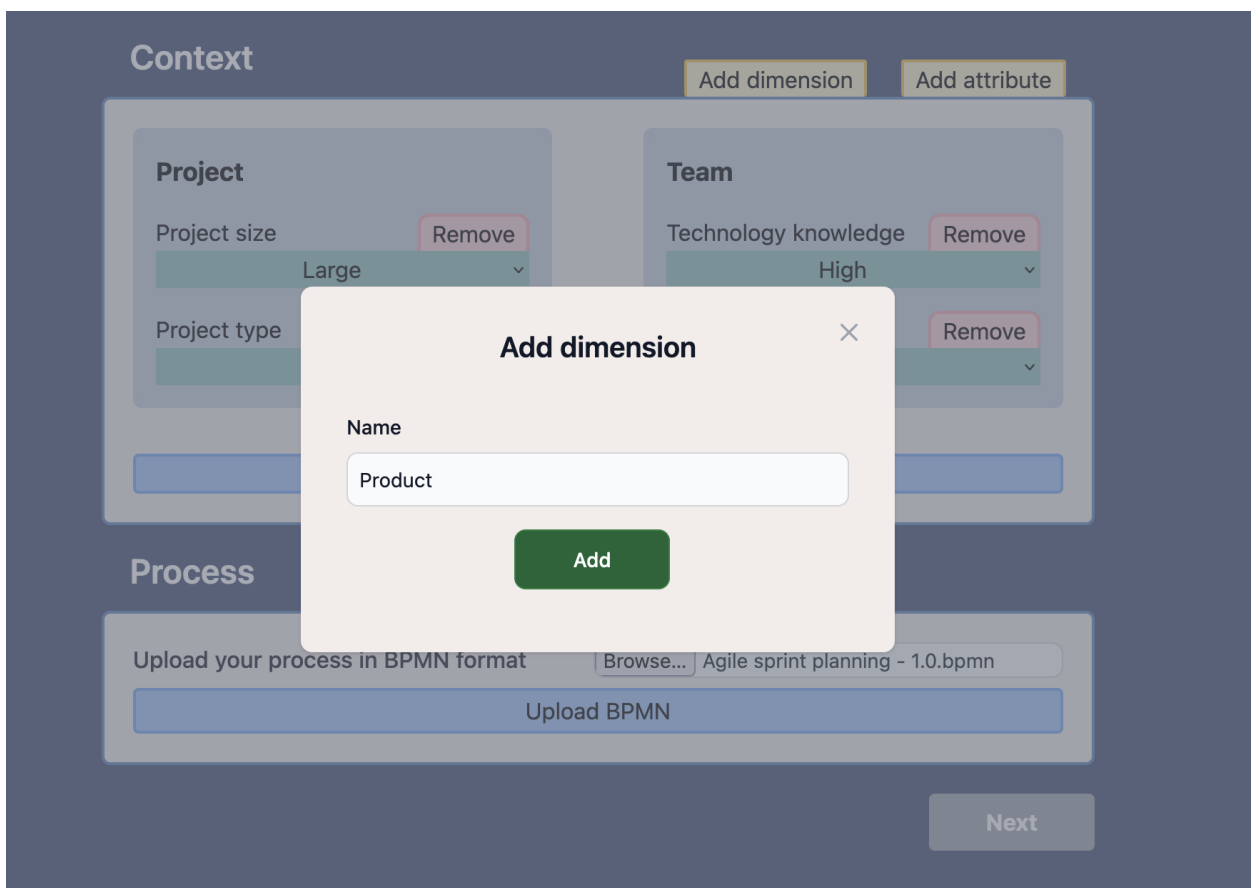 Context
Add dimension Add attribute
Project Team
Project size Remove Technology knowledge Remove
Large High
Project type Remove
Add dimension
Name
Product
Add
Process
Upload your process in BPMN format Browse... Agile sprint planning - 1.0.bpmn
Upload BPMN
Next